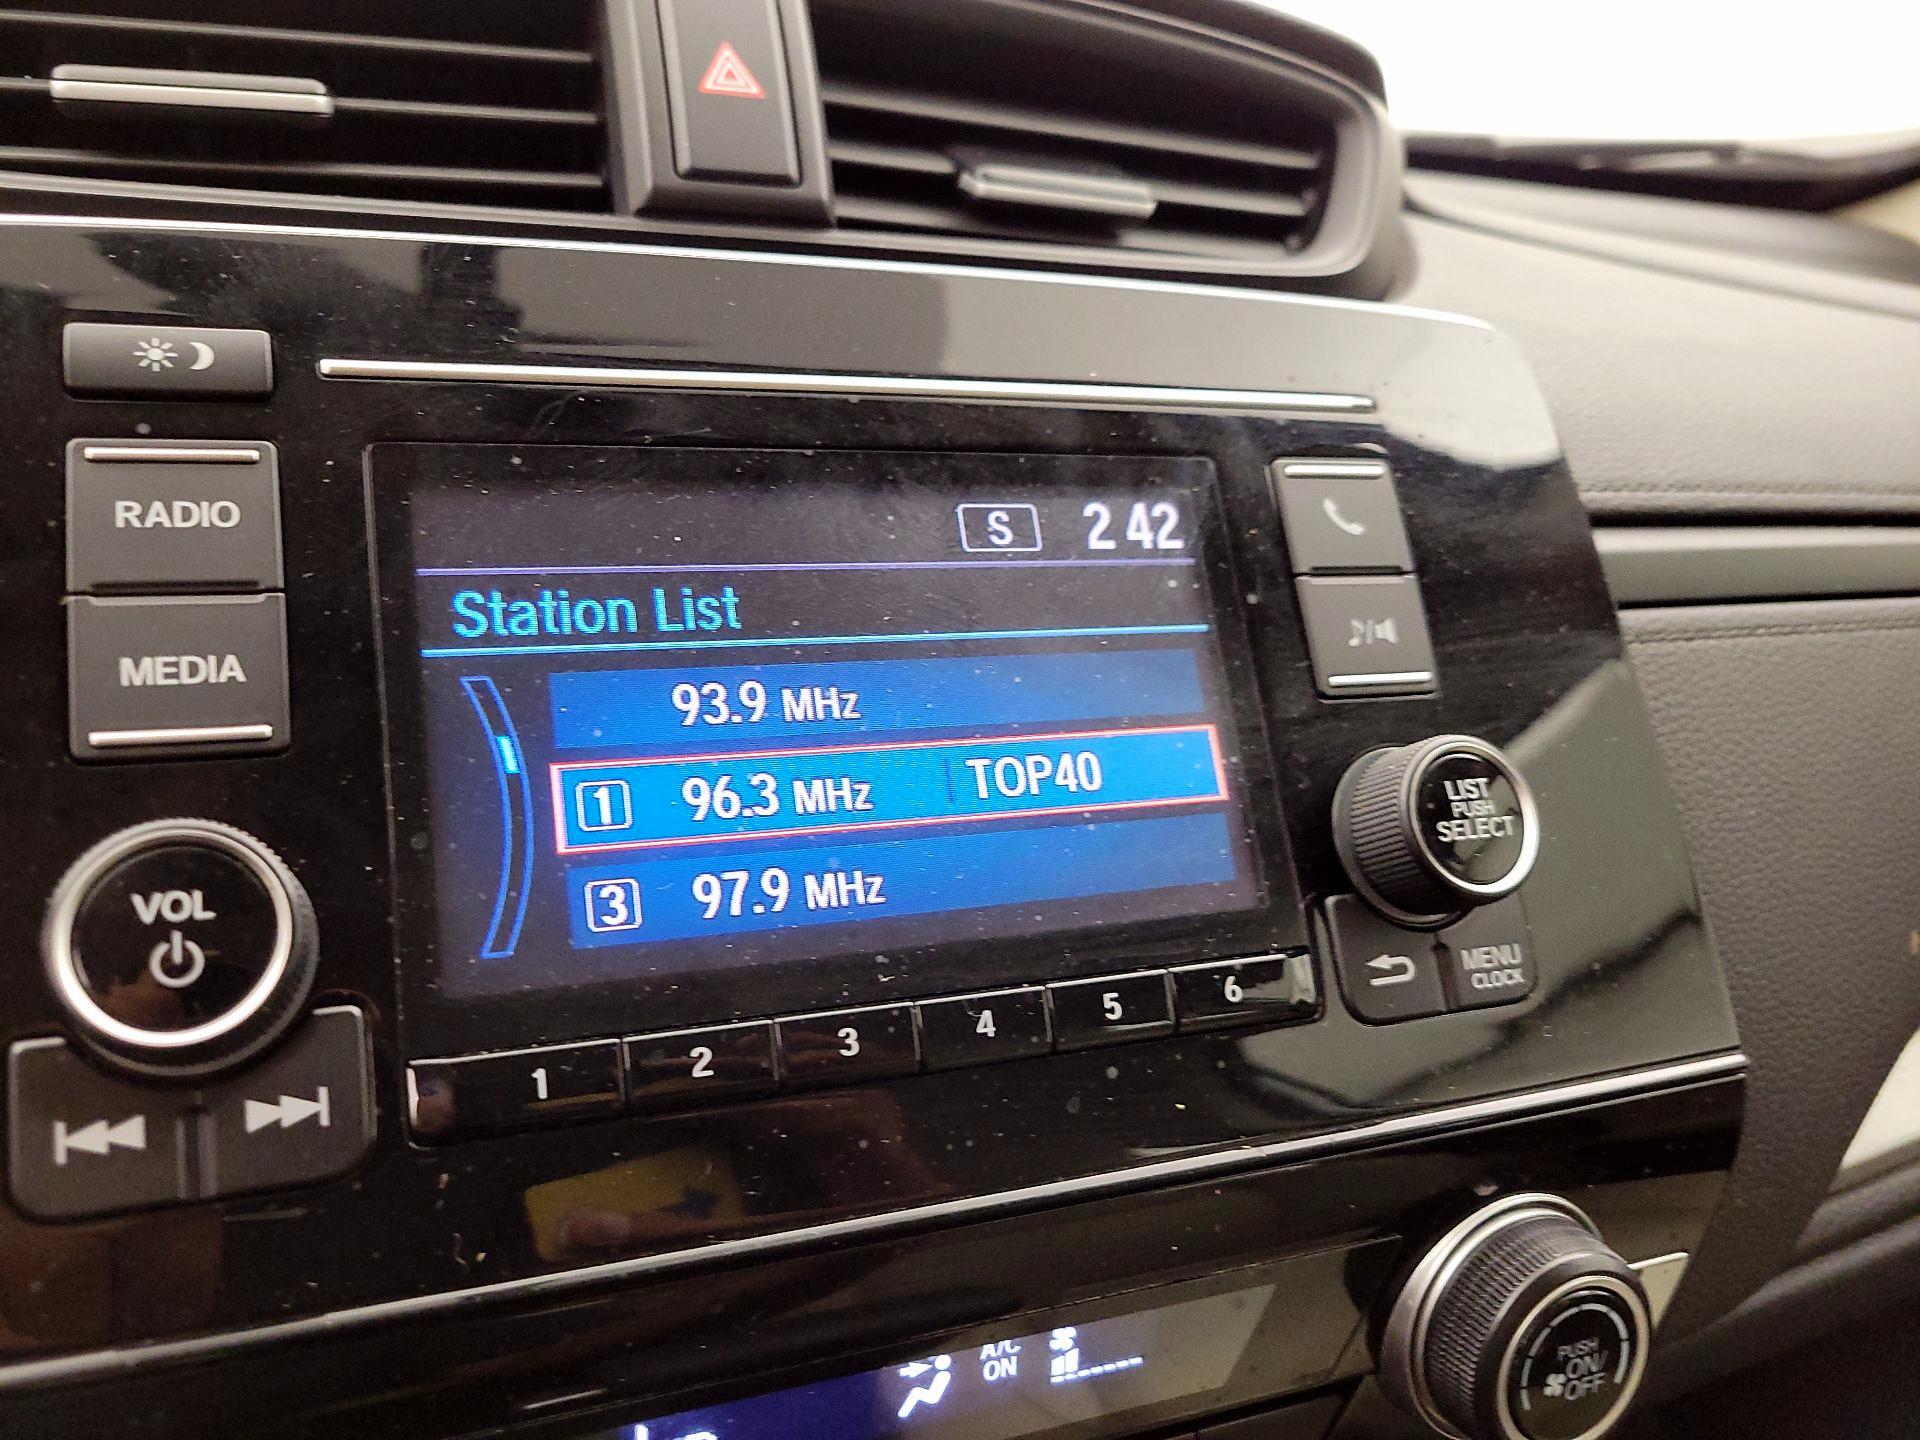 S 2 42
RADIO
Station List
MEDIA
93.9 MHz
1 96.3 MHz TOP40
3 97.9 MHz
LIST
PUSH
SELECT
VOL
MENU
CLOCK
1 2 3 4 5 6
A/C
ON
PUSH
ON/
OFF